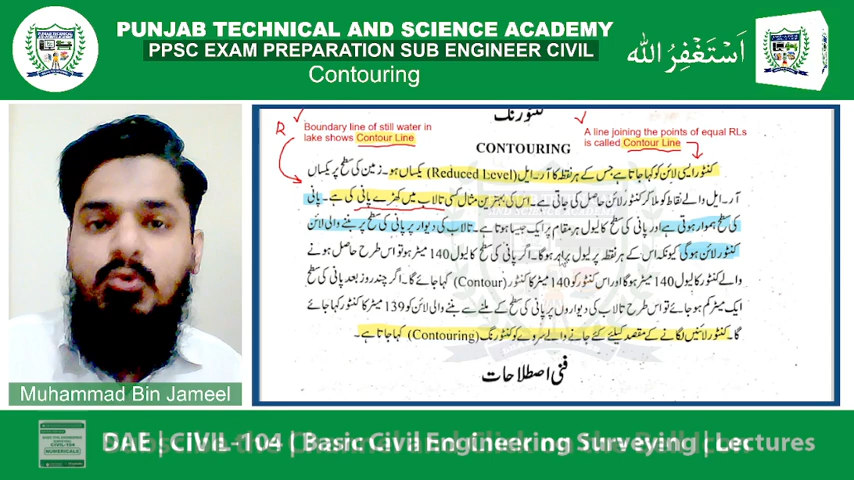 PUNJAB TECHNICAL AND SCIENCE ACADEMY
PPSC EXAM PREPARATION SUB ENGINEER CIVIL
Contouring
اَسْتَغْفِرُ اللّٰه
کنٹورنگ
R
Boundary line of still water in
lake shows Contour Line
A line joining the points of equal RLs
is called Contour Line
CONTOURING
کنٹور ایسی لائن کو کہا جاتا ہے جس کے ہر نقطہ کا آر۔ایل (Reduced Level) یکساں ہو۔ زمین کی سطح پر یکساں
آر۔ایل والے نقاط کو ملا کر کنٹور لائن حاصل کی جاتی ہے۔ اس کی بہترین مثال کسی تالاب میں کھڑے پانی کی ہے۔ پانی
کی سطح ہموار ہوتی ہے اور پانی کی سطح کا لیول ہر مقام پر ایک جیسا ہوتا ہے۔ تالاب کی دیوار پر پانی کی سطح پر بننے والی لائن
کنٹور لائن ہوگی کیونکہ اس کے ہر نقطہ پر لیول برابر ہوگا۔ اگر پانی کی سطح کا لیول 140 میٹر ہو تو اس طرح حاصل ہونے
والے کنٹور کا لیول 140 میٹر ہوگا اور اس کنٹور کو 140 میٹر کا کنٹور (Contour) کہا جائے گا۔ اگر چند روز بعد پانی کی سطح
ایک میٹر کم ہو جائے تو اس طرح تالاب کی دیواروں پر پانی کی سطح کے ملنے سے بننے والی لائن کو 139 میٹر کا کنٹور کہا جائے
گا۔ کنٹور لائنیں لگانے کے مقصد کیلئے کئے جانے والے سروے کو کنٹورنگ (Contouring) کہا جاتا ہے۔
فنی اصطلاحات
Muhammad Bin Jameel
DAE | CIVIL -104 | Basic Civil Engineering Surveying | Lectures